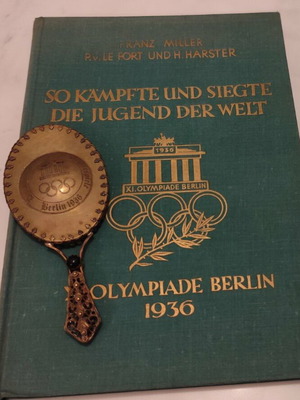 FRANZ MILLER
P.v. LE FORT UND H. HARSTER
SO KÄMPFTE UND SIEGTE
DIE JUGEND DER WELT
1936
XI. OLYMPIADE BERLIN
Berlin 1936
OLYMPIADE BERLIN
1936